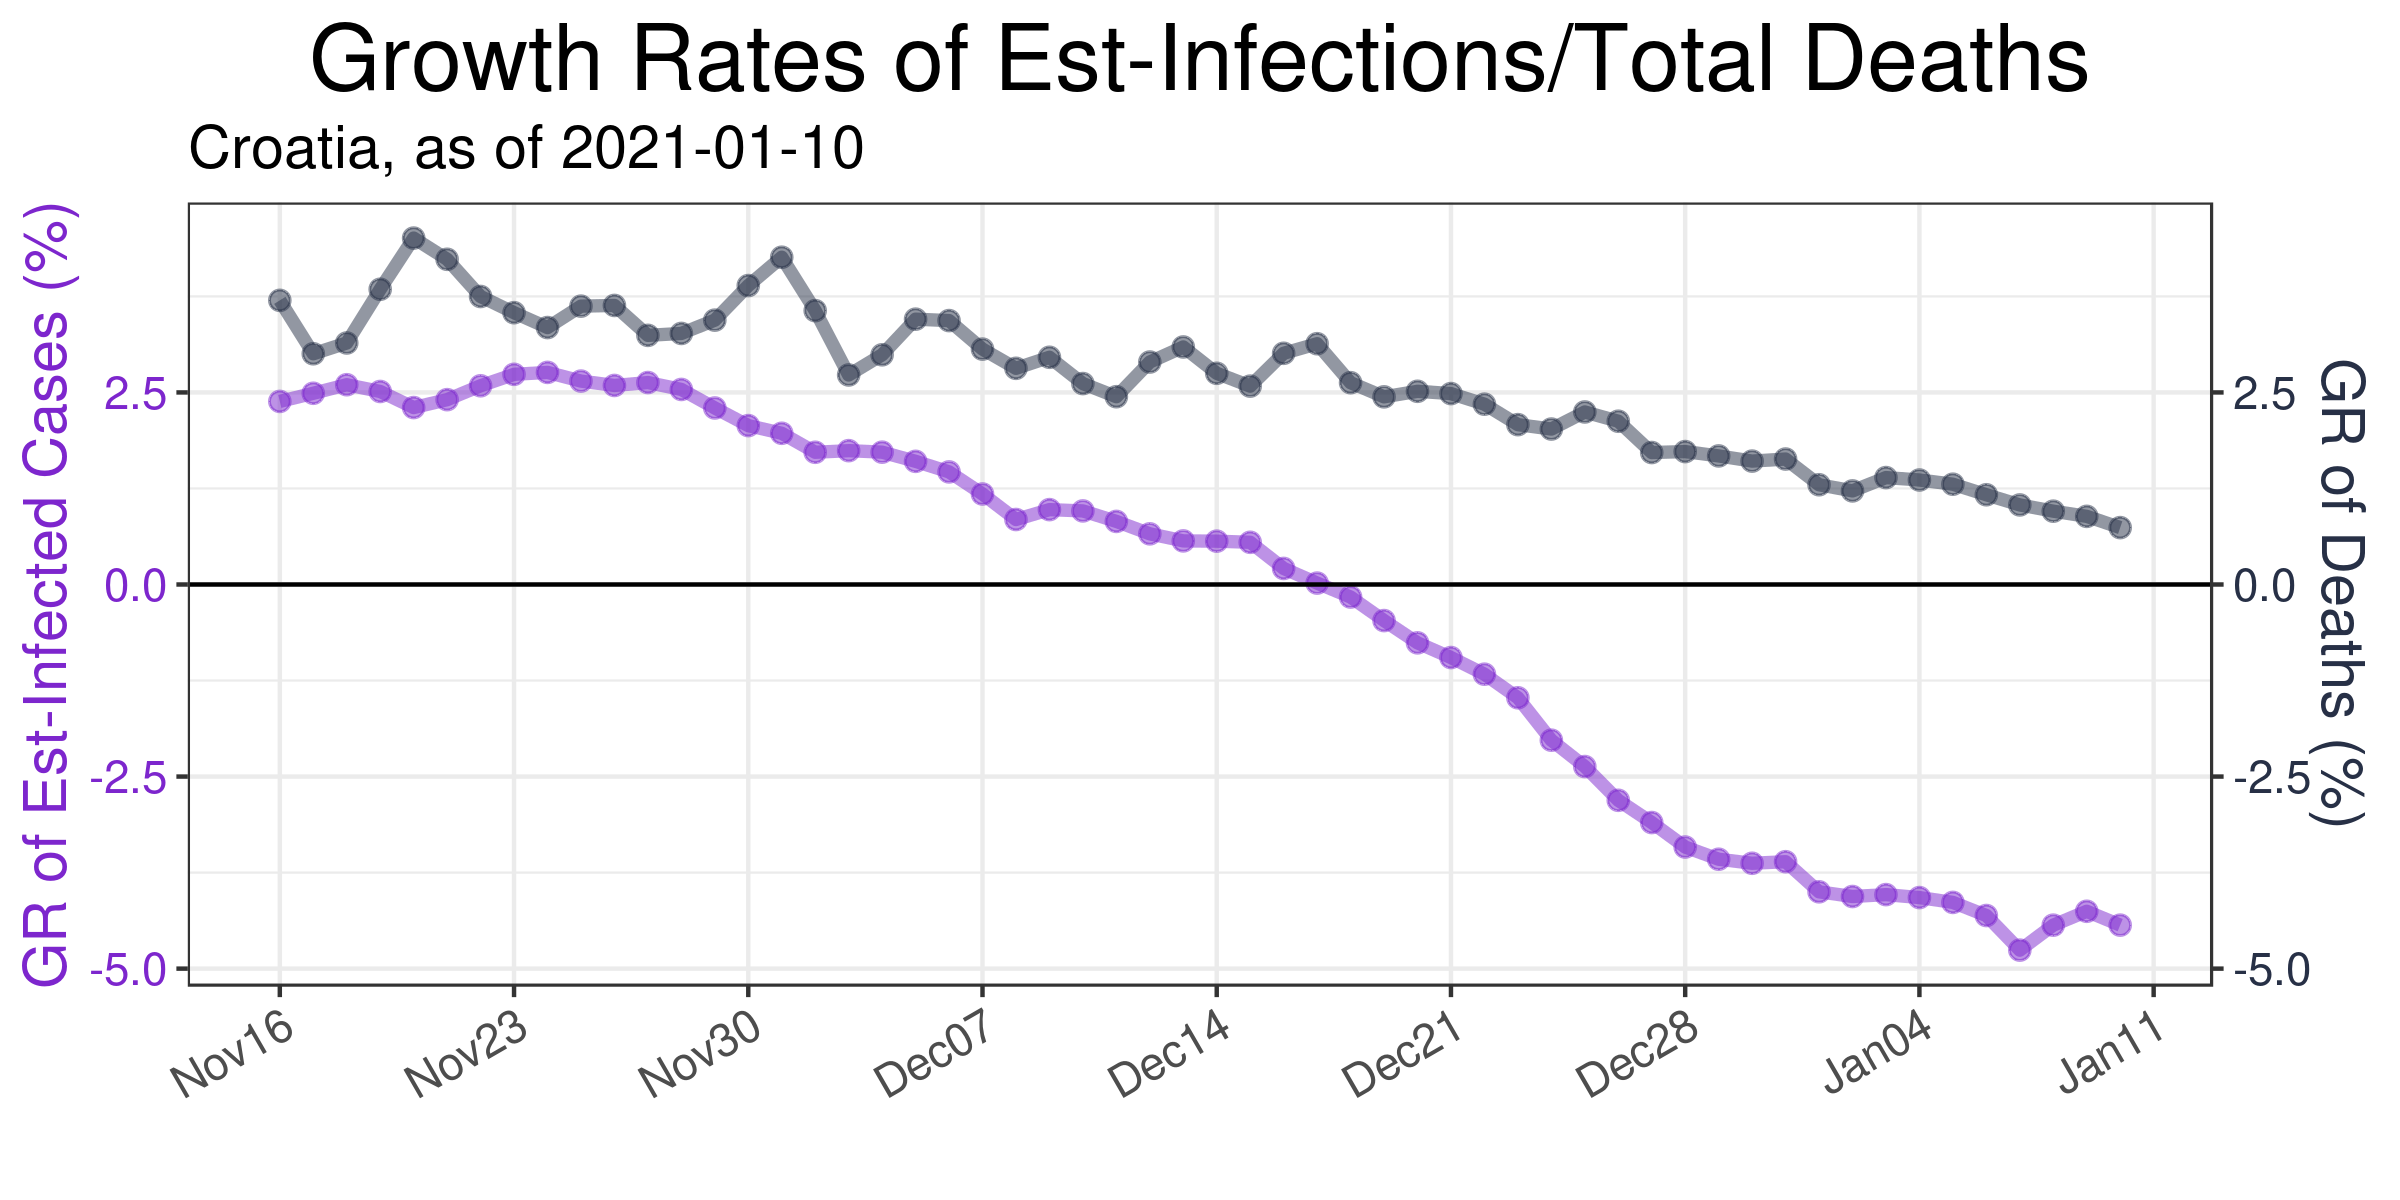 Growth Rates of Est-Infections/Total Deaths
Croatia, as of 2021-01-10
GR of Est-Infected Cases (%)
2.5
0.0
-2.5
-5.0
2.5
0.0
-2.5
-5.0
GR of Deaths (%)
Nov16
Nov23
Nov30
Dec07
Dec14
Dec21
Dec28
Jan04
Jan11